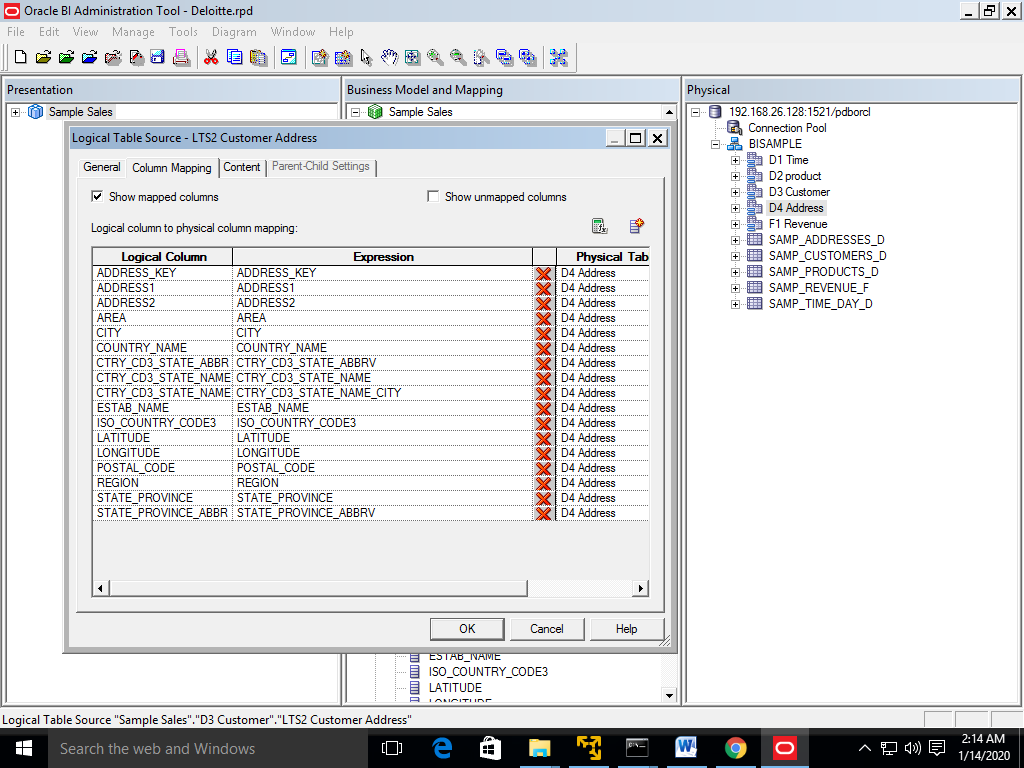 Oracle BI Administration Tool - Deloitte.rpd
File Edit View Manage Tools Diagram Window Help
Presentation
Sample Sales
Business Model and Mapping
Sample Sales
Physical
192.168.26.128:1521/pdborcl
Connection Pool
BISAMPLE
D1 Time
D2 product
D3 Customer
D4 Address
F1 Revenue
SAMP_ADDRESSES_D
SAMP_CUSTOMERS_D
SAMP_PRODUCTS_D
SAMP_REVENUE_F
SAMP_TIME_DAY_D
Logical Table Source - LTS2 Customer Address
General Column Mapping Content Parent-Child Settings
Show mapped columns Show unmapped columns
Logical column to physical column mapping:
Logical Column Expression Physical Tab
ADDRESS_KEY ADDRESS_KEY D4 Address
ADDRESS1 ADDRESS1 D4 Address
ADDRESS2 ADDRESS2 D4 Address
AREA AREA D4 Address
CITY CITY D4 Address
COUNTRY_NAME COUNTRY_NAME D4 Address
CTRY_CD3_STATE_ABBR CTRY_CD3_STATE_ABBRV D4 Address
CTRY_CD3_STATE_NAME CTRY_CD3_STATE_NAME D4 Address
CTRY_CD3_STATE_NAME CTRY_CD3_STATE_NAME_CITY D4 Address
ESTAB_NAME ESTAB_NAME D4 Address
ISO_COUNTRY_CODE3 ISO_COUNTRY_CODE3 D4 Address
LATITUDE LATITUDE D4 Address
LONGITUDE LONGITUDE D4 Address
POSTAL_CODE POSTAL_CODE D4 Address
REGION REGION D4 Address
STATE_PROVINCE STATE_PROVINCE D4 Address
STATE_PROVINCE_ABBR STATE_PROVINCE_ABBRV D4 Address
OK Cancel Help
ESTAB_NAME
ISO_COUNTRY_CODE3
LATITUDE
LONGITUDE
Logical Table Source "Sample Sales"."D3 Customer"."LTS2 Customer Address"
Search the web and Windows
2:14 AM
1/14/2020